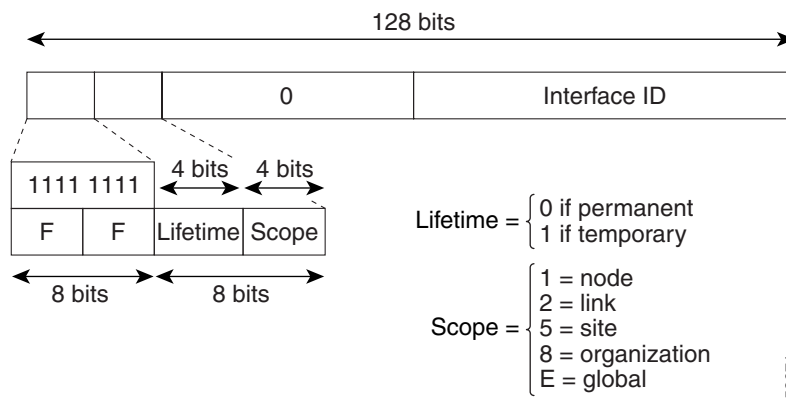 128 bits
0 Interface ID
4 bits 4 bits
1111 1111
F F Lifetime Scope
8 bits 8 bits
Lifetime = 0 if permanent
1 if temporary
Scope = 1 = node
2 = link
5 = site
8 = organization
E = global